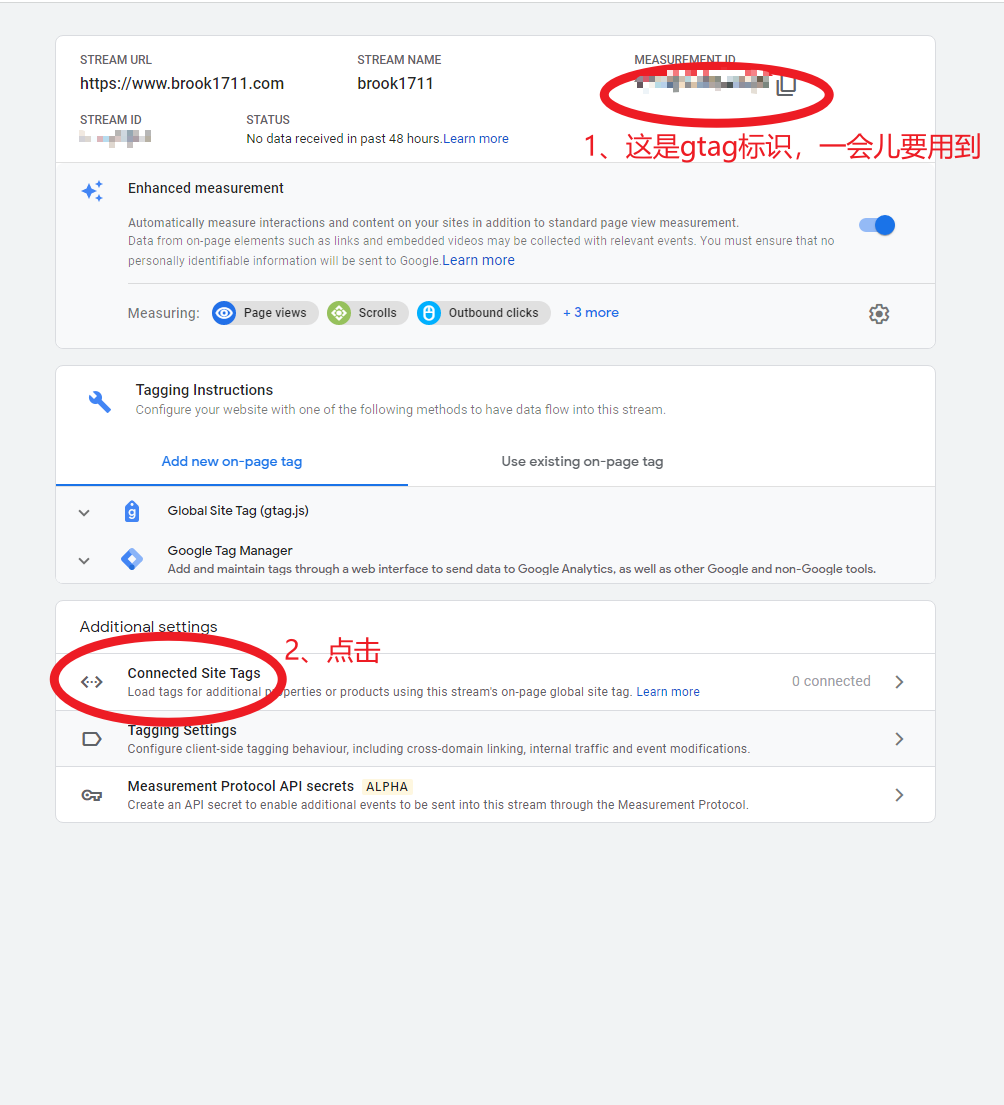 STREAM URL
https://www.brook1711.com
STREAM NAME
brook1711
MEASUREMENT ID
STREAM ID
STATUS
No data received in past 48 hours.Learn more
1、这是gtag标识，一会儿要用到
Enhanced measurement
Automatically measure interactions and content on your sites in addition to standard page view measurement.
Data from on-page elements such as links and embedded videos may be collected with relevant events. You must ensure that no
personally identifiable information will be sent to Google.Learn more
Measuring: Page views Scrolls Outbound clicks + 3 more
Tagging Instructions
Configure your website with one of the following methods to have data flow into this stream.
Add new on-page tag
Use existing on-page tag
g
Global Site Tag (gtag.js)
Google Tag Manager
Add and maintain tags through a web interface to send data to Google Analytics, as well as other Google and non-Google tools.
Additional settings
2、点击
Connected Site Tags
Load tags for additional properties or products using this stream's on-page global site tag. Learn more
0 connected
Tagging Settings
Configure client-side tagging behaviour, including cross-domain linking, internal traffic and event modifications.
Measurement Protocol API secrets ALPHA
Create an API secret to enable additional events to be sent into this stream through the Measurement Protocol.